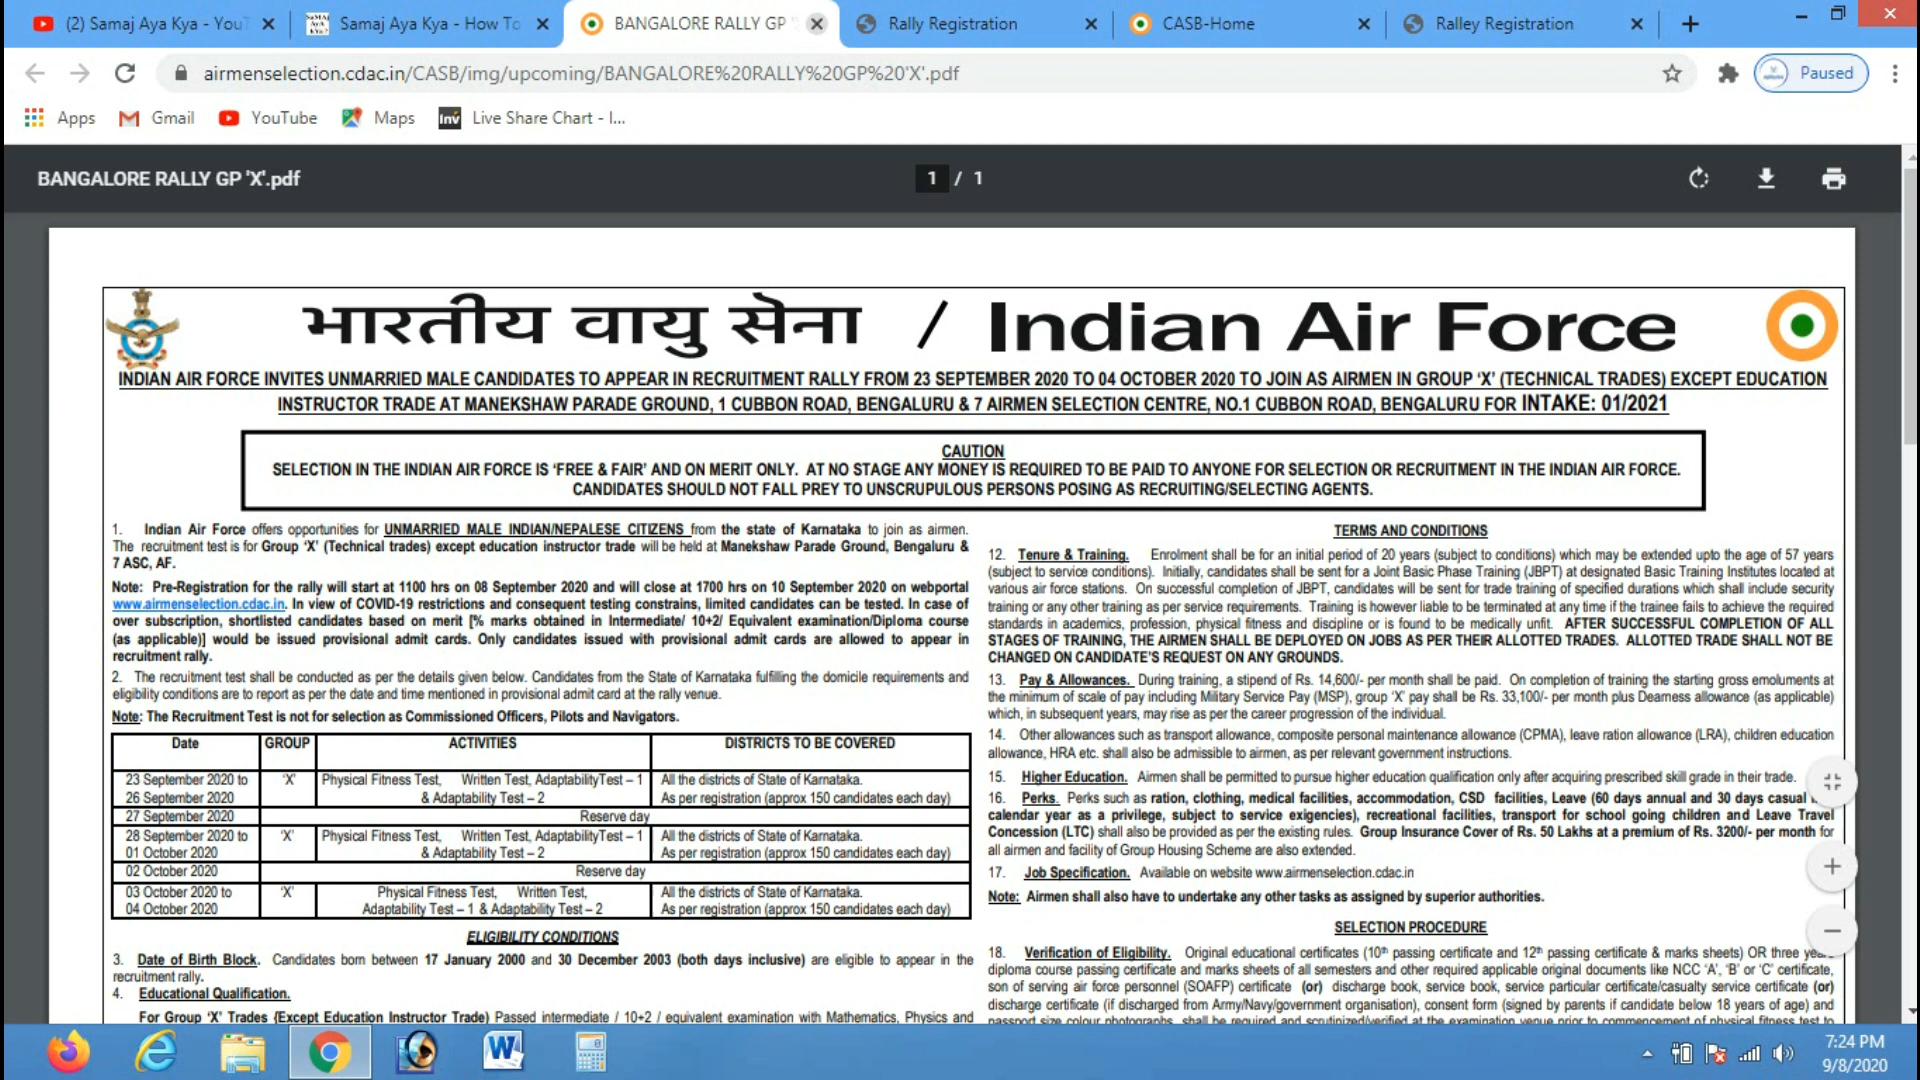 (2) Samaj Aya Kya - YouT
Samaj Aya Kya - How To
BANGALORE RALLY GP
Rally Registration
CASB-Home
Ralley Registration
airmenselection.cdac.in/CASB/img/upcoming/BANGALORE%20RALLY%20GP%20'X'.pdf
Paused
Apps
Gmail
YouTube
Maps
Inv
Live Share Chart - I...
BANGALORE RALLY GP 'X'.pdf
1 / 1
भारतीय वायु सेना / Indian Air Force
INDIAN AIR FORCE INVITES UNMARRIED MALE CANDIDATES TO APPEAR IN RECRUITMENT RALLY FROM 23 SEPTEMBER 2020 TO 04 OCTOBER 2020 TO JOIN AS AIRMEN IN GROUP ‘X’ (TECHNICAL TRADES) EXCEPT EDUCATION
INSTRUCTOR TRADE AT MANEKSHAW PARADE GROUND, 1 CUBBON ROAD, BENGALURU & 7 AIRMEN SELECTION CENTRE, NO.1 CUBBON ROAD, BENGALURU FOR INTAKE: 01/2021
CAUTION
SELECTION IN THE INDIAN AIR FORCE IS ‘FREE & FAIR’ AND ON MERIT ONLY. AT NO STAGE ANY MONEY IS REQUIRED TO BE PAID TO ANYONE FOR SELECTION OR RECRUITMENT IN THE INDIAN AIR FORCE.
CANDIDATES SHOULD NOT FALL PREY TO UNSCRUPULOUS PERSONS POSING AS RECRUITING/SELECTING AGENTS.
1. Indian Air Force offers opportunities for UNMARRIED MALE INDIAN/NEPALESE CITIZENS from the state of Karnataka to join as airmen.
The recruitment test is for Group ‘X’ (Technical trades) except education instructor trade will be held at Manekshaw Parade Ground, Bengaluru &
7 ASC, AF.
Note: Pre-Registration for the rally will start at 1100 hrs on 08 September 2020 and will close at 1700 hrs on 10 September 2020 on webportal
www.airmenselection.cdac.in. In view of COVID-19 restrictions and consequent testing constrains, limited candidates can be tested. In case of
over subscription, shortlisted candidates based on merit [% marks obtained in Intermediate/ 10+2/ Equivalent examination/Diploma course
(as applicable)] would be issued provisional admit cards. Only candidates issued with provisional admit cards are allowed to appear in
recruitment rally.
2. The recruitment test shall be conducted as per the details given below. Candidates from the State of Karnataka fulfilling the domicile requirements and
eligibility conditions are to report as per the date and time mentioned in provisional admit card at the rally venue.
Note: The Recruitment Test is not for selection as Commissioned Officers, Pilots and Navigators.
Date GROUP ACTIVITIES DISTRICTS TO BE COVERED
23 September 2020 to ‘X’ Physical Fitness Test, Written Test, AdaptabilityTest – 1 All the districts of State of Karnataka.
26 September 2020 & Adaptability Test – 2 As per registration (approx 150 candidates each day)
27 September 2020 Reserve day
28 September 2020 to ‘X’ Physical Fitness Test, Written Test, AdaptabilityTest – 1 All the districts of State of Karnataka.
01 October 2020 & Adaptability Test – 2 As per registration (approx 150 candidates each day)
02 October 2020 Reserve day
03 October 2020 to ‘X’ Physical Fitness Test, Written Test, All the districts of State of Karnataka.
04 October 2020 Adaptability Test – 1 & Adaptability Test – 2 As per registration (approx 150 candidates each day)
ELIGIBILITY CONDITIONS
3. Date of Birth Block. Candidates born between 17 January 2000 and 30 December 2003 (both days inclusive) are eligible to appear in the
recruitment rally.
4. Educational Qualification.
For Group ‘X’ Trades {Except Education Instructor Trade) Passed intermediate / 10+2 / equivalent examination with Mathematics, Physics and
TERMS AND CONDITIONS
12. Tenure & Training. Enrolment shall be for an initial period of 20 years (subject to conditions) which may be extended upto the age of 57 years
(subject to service conditions). Initially, candidates shall be sent for a Joint Basic Phase Training (JBPT) at designated Basic Training Institutes located at
various air force stations. On successful completion of JBPT, candidates will be sent for trade training of specified durations which shall include security
training or any other training as per service requirements. Training is however liable to be terminated at any time if the trainee fails to achieve the required
standards in academics, profession, physical fitness and discipline or is found to be medically unfit. AFTER SUCCESSFUL COMPLETION OF ALL
STAGES OF TRAINING, THE AIRMEN SHALL BE DEPLOYED ON JOBS AS PER THEIR ALLOTTED TRADES. ALLOTTED TRADE SHALL NOT BE
CHANGED ON CANDIDATE’S REQUEST ON ANY GROUNDS.
13. Pay & Allowances. During training, a stipend of Rs. 14,600/- per month shall be paid. On completion of training the starting gross emoluments at
the minimum of scale of pay including Military Service Pay (MSP), group ‘X’ pay shall be Rs. 33,100/- per month plus Dearness allowance (as applicable)
which, in subsequent years, may rise as per the career progression of the individual.
14. Other allowances such as transport allowance, composite personal maintenance allowance (CPMA), leave ration allowance (LRA), children education
allowance, HRA etc. shall also be admissible to airmen, as per relevant government instructions.
15. Higher Education. Airmen shall be permitted to pursue higher education qualification only after acquiring prescribed skill grade in their trade.
16. Perks. Perks such as ration, clothing, medical facilities, accommodation, CSD facilities, Leave (60 days annual and 30 days casual
calendar year as a privilege, subject to service exigencies), recreational facilities, transport for school going children and Leave Travel
Concession (LTC) shall also be provided as per the existing rules. Group Insurance Cover of Rs. 50 Lakhs at a premium of Rs. 3200/- per month for
all airmen and facility of Group Housing Scheme are also extended.
17. Job Specification. Available on website www.airmenselection.cdac.in
Note: Airmen shall also have to undertake any other tasks as assigned by superior authorities.
SELECTION PROCEDURE
18. Verification of Eligibility. Original educational certificates (10th passing certificate and 12th passing certificate & marks sheets) OR three
diploma course passing certificate and marks sheets of all semesters and other required applicable original documents like NCC ‘A’, ‘B’ or ‘C’ certificate,
son of serving air force personnel (SOAFP) certificate (or) discharge book, service book, service particular certificate/casualty service certificate (or)
discharge certificate (if discharged from Army/Navy/government organisation), consent form (signed by parents if candidate below 18 years of age) and
passport size colour photographs, shall be required and scrutinized/verified at the examination venue prior to commencement of physical fitness test to
7:24 PM
9/8/2020